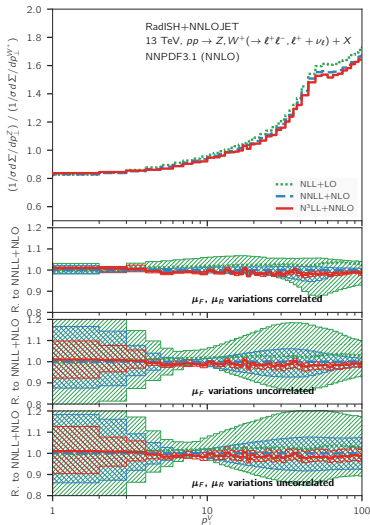 2.0
1.8
1.6
1.4
1.2
1.0
0.8
0.6
(1/σ dΣ/dp⊥^Z) / (1/σ dΣ/dp⊥^W⁺)
RadISH+NNLOJET
13 TeV, pp → Z, W⁺(→ ℓ⁺ℓ⁻, ℓ⁺ + νℓ) + X
NNPDF3.1 (NNLO)
NLL+LO
NNLL+NLO
N³LL+NNLO
R. to NNLL+NLO
1.2
1.0
0.8
μF, μR variations correlated
R. to NNLL+NLO
1.2
1.1
1.0
0.9
0.8
μF variations uncorrelated
R. to NNLL+NLO
1.2
1.1
1.0
0.9
0.8
μF, μR variations uncorrelated
1
10
100